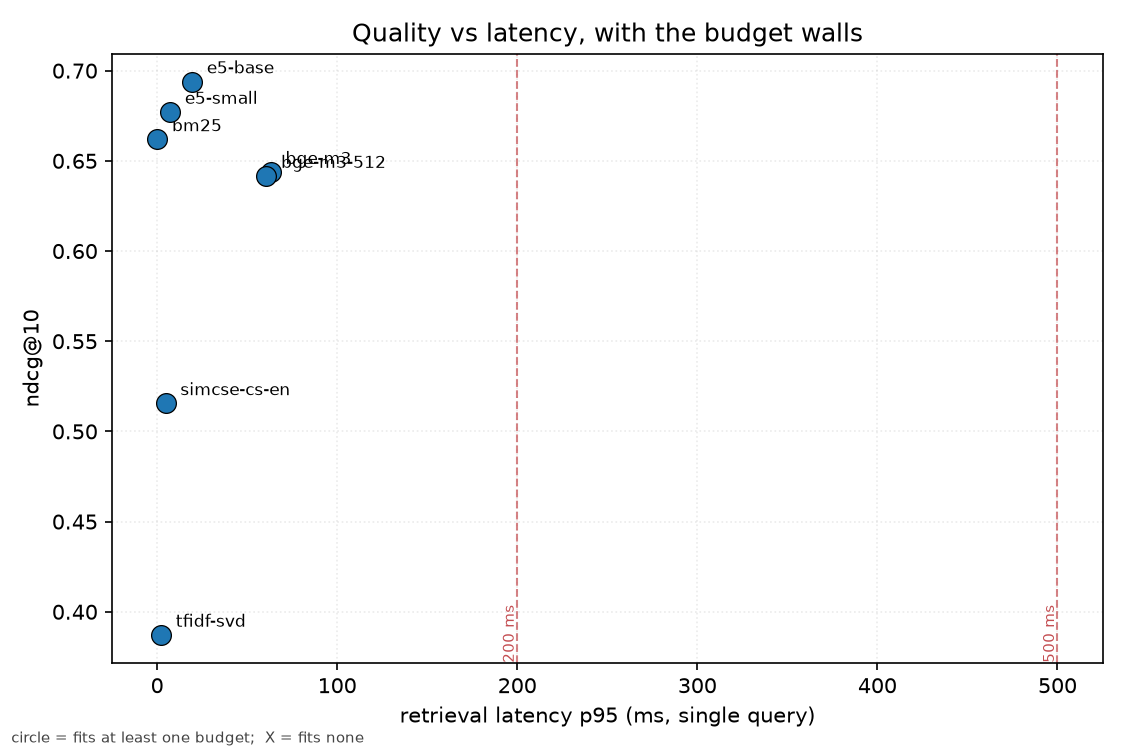 Quality vs latency, with the budget walls
0.70
0.65
0.60
0.55
0.50
0.45
0.40
ndcg@10
e5-base
e5-small
bm25
bge-m3
bge-m3-512
simcse-cs-en
tfidf-svd
200 ms
500 ms
0
100
200
300
400
500
retrieval latency p95 (ms, single query)
circle = fits at least one budget;  X = fits none